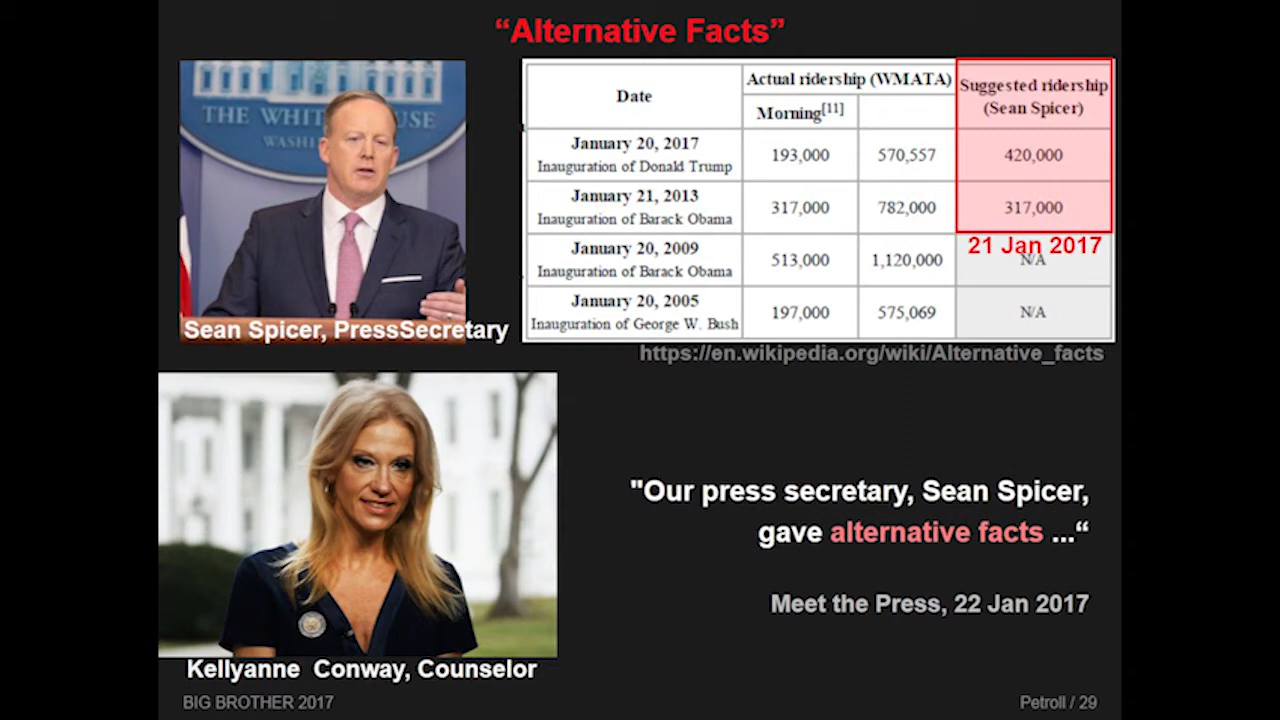 “Alternative Facts”
THE WHITE HOUSE
WASHI
Sean Spicer, PressSecretary
Date
Actual ridership (WMATA)
Suggested ridership
(Sean Spicer)
Morning[11]
January 20, 2017
Inauguration of Donald Trump
193,000
570,557
420,000
January 21, 2013
Inauguration of Barack Obama
317,000
782,000
317,000
21 Jan 2017
January 20, 2009
Inauguration of Barack Obama
513,000
1,120,000
N/A
January 20, 2005
Inauguration of George W. Bush
197,000
575,069
N/A
https://en.wikipedia.org/wiki/Alternative_facts
"Our press secretary, Sean Spicer,
gave alternative facts ...“
Meet the Press, 22 Jan 2017
Kellyanne  Conway, Counselor
BIG BROTHER 2017
Petroll / 29